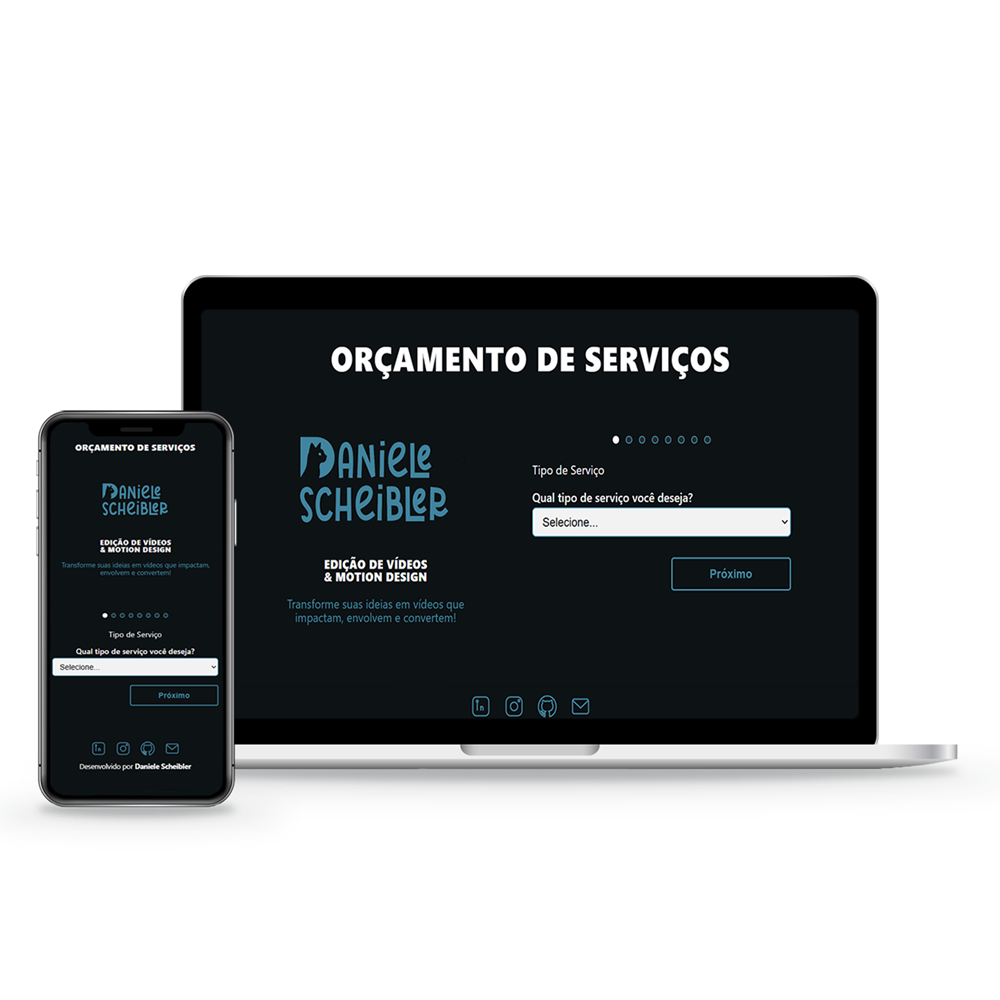 ORÇAMENTO DE SERVIÇOS
DANiELE
SCHEiBLER
EDIÇÃO DE VÍDEOS
& MOTION DESIGN
Transforme suas ideias em vídeos que
impactam, envolvem e convertem!
Tipo de Serviço
Qual tipo de serviço você deseja?
Selecione...
Próximo
in
ORÇAMENTO DE SERVIÇOS
DANiELE
SCHEiBLER
EDIÇÃO DE VÍDEOS
& MOTION DESIGN
Transforme suas ideias em vídeos que impactam,
envolvem e convertem!
Tipo de Serviço
Qual tipo de serviço você deseja?
Selecione...
Próximo
in
Desenvolvido por Daniele Scheibler